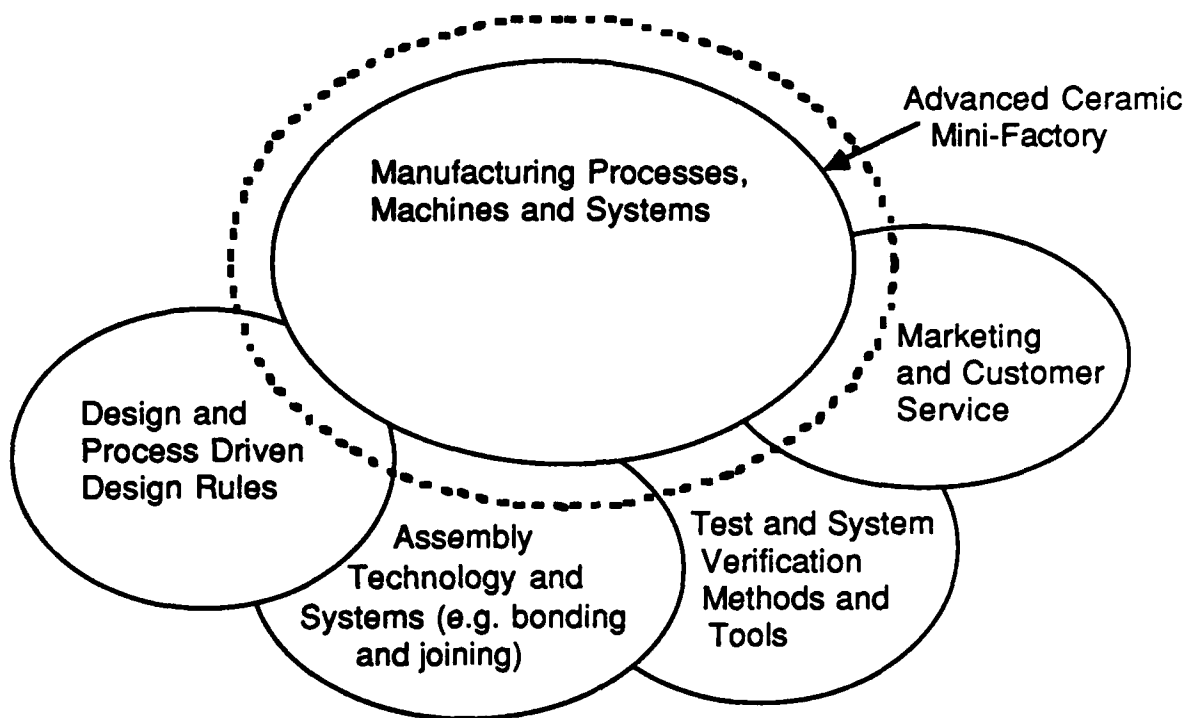 Advanced Ceramic
Mini-Factory
Manufacturing Processes,
Machines and Systems
Marketing
and Customer
Service
Design and
Process Driven
Design Rules
Assembly
Technology and
Systems (e.g. bonding
and joining)
Test and System
Verification
Methods and
Tools